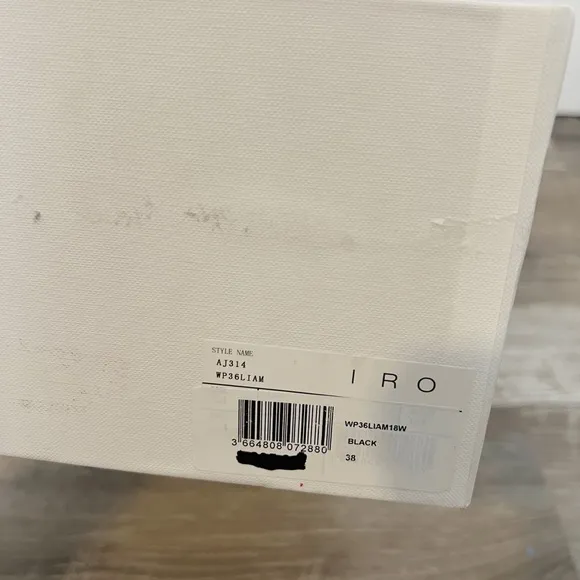 STYLE NAME
AJ314
WP36LIAM
IRO
WP36LIAM18W
BLACK
38
3 664808 072880